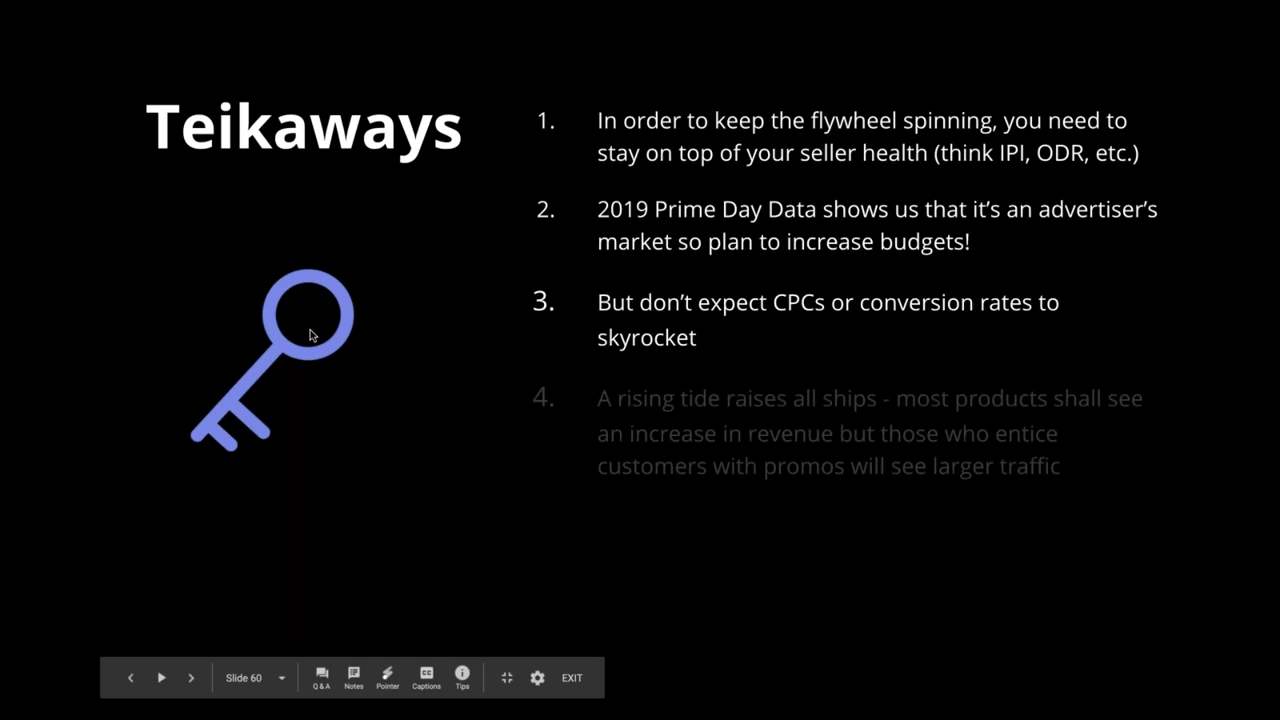 Teikaways
1. In order to keep the flywheel spinning, you need to
stay on top of your seller health (think IPI, ODR, etc.)
2. 2019 Prime Day Data shows us that it’s an advertiser’s
market so plan to increase budgets!
3. But don’t expect CPCs or conversion rates to
skyrocket
4. A rising tide raises all ships - most products shall see
an increase in revenue but those who entice
customers with promos will see larger traffic
Slide 60
Q & A
Notes
Pointer
CC
Captions
Tips
EXIT